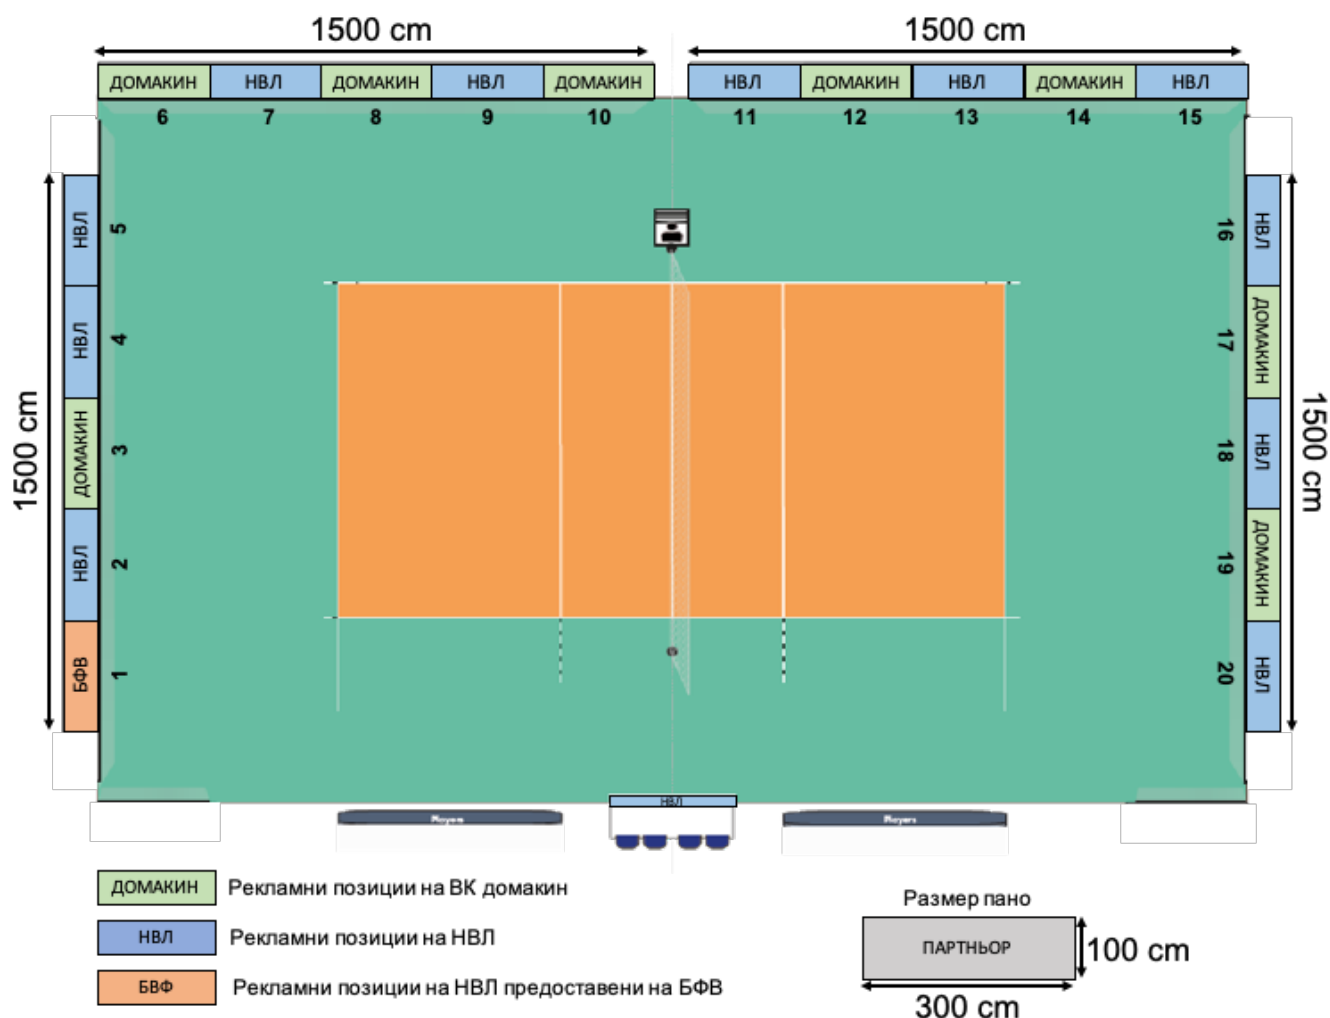 1500 cm 1500 cm
ДОМАКИН НВЛ ДОМАКИН НВЛ ДОМАКИН НВЛ ДОМАКИН НВЛ ДОМАКИН НВЛ
6 7 8 9 10 11 12 13 14 15
1500 cm
НВЛ 5
НВЛ 4
ДОМАКИН 3
НВЛ 2
БФВ 1
16 НВЛ
17 ДОМАКИН
18 НВЛ
19 ДОМАКИН
20 НВЛ
1500 cm
Players НВЛ Players
ДОМАКИН Рекламни позиции на ВК домакин
НВЛ Рекламни позиции на НВЛ
БВФ Рекламни позиции на НВЛ предоставени на БФВ
Размер пано
ПАРТНЬОР 100 cm
300 cm